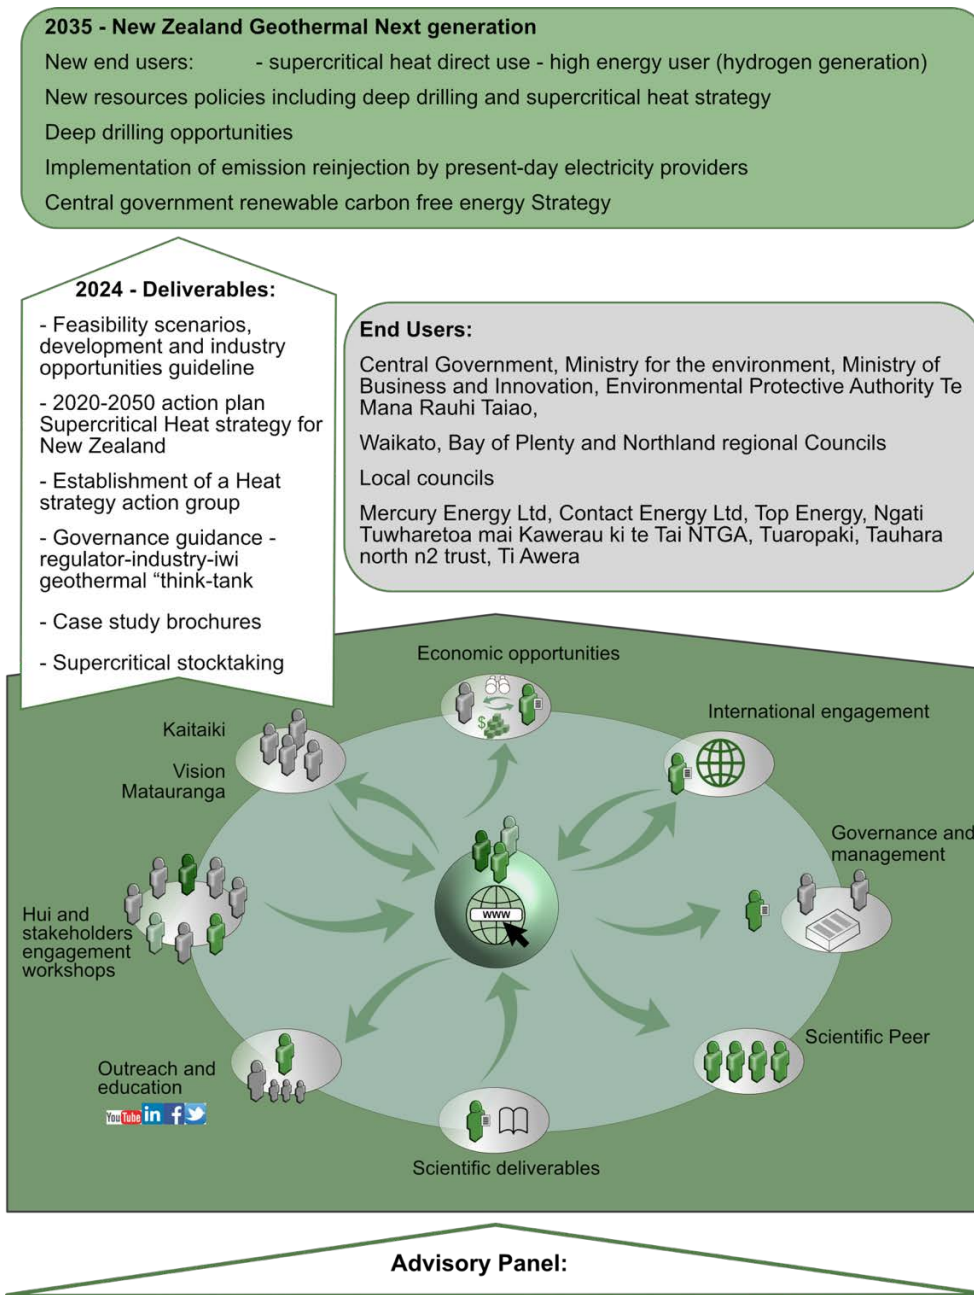 2035 - New Zealand Geothermal Next generation
New end users: - supercritical heat direct use - high energy user (hydrogen generation)
New resources policies including deep drilling and supercritical heat strategy
Deep drilling opportunities
Implementation of emission reinjection by present-day electricity providers
Central government renewable carbon free energy Strategy
2024 - Deliverables:
- Feasibility scenarios,
development and industry
opportunities guideline
- 2020-2050 action plan
Supercritical Heat strategy for
New Zealand
- Establishment of a Heat
strategy action group
- Governance guidance -
regulator-industry-iwi
geothermal “think-tank
- Case study brochures
- Supercritical stocktaking
End Users:
Central Government, Ministry for the environment, Ministry of
Business and Innovation, Environmental Protective Authority Te
Mana Rauhi Taiao,
Waikato, Bay of Plenty and Northland regional Councils
Local councils
Mercury Energy Ltd, Contact Energy Ltd, Top Energy, Ngati
Tuwharetoa mai Kawerau ki te Tai NTGA, Tuaropaki, Tauhara
north n2 trust, Ti Awera
Economic opportunities
$
International engagement
Kaitaiki
Vision
Matauranga
Governance and
management
Hui and
stakeholders
engagement
workshops
www
Scientific Peer
Outreach and
education
YouTube in f
Scientific deliverables
Advisory Panel: